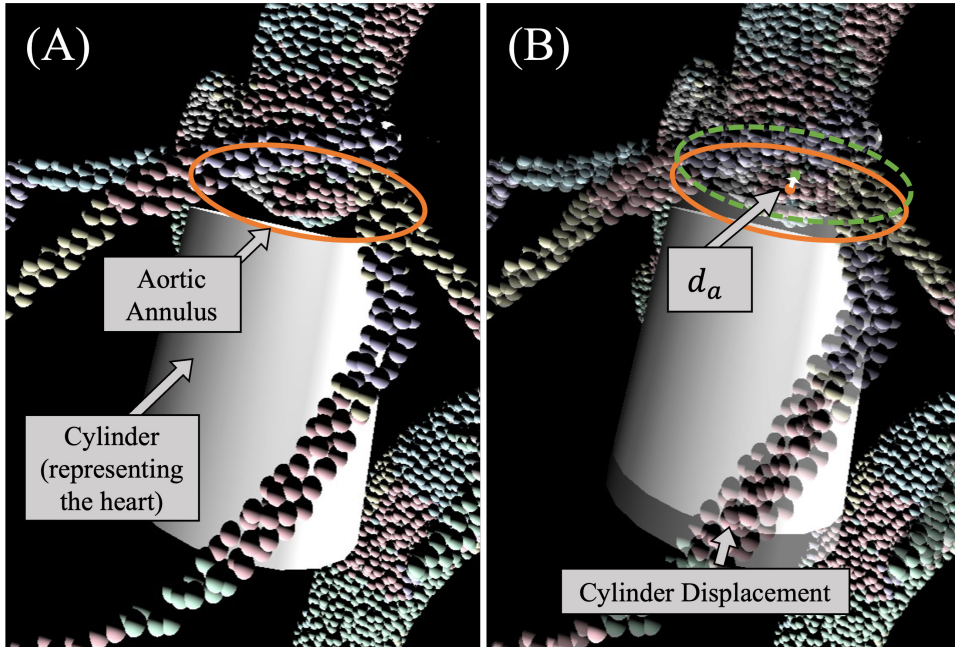 (A)
Aortic
Annulus
Cylinder
(representing
the heart)
(B)
d_a
Cylinder Displacement